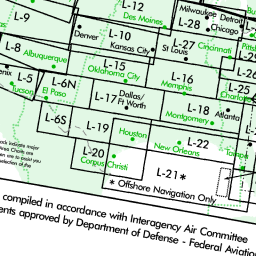 L-12
L-9
Des Moines
Milwaukee
Detroit
L-28
Chicago
Denver
L-10
Kansas City
L-27
St Louis
Cincinnati
L-8
Albuquerque
L-15
Oklahoma City
L-16
Memphis
L-26
L-25
L-5
L-6N
Tucson
El Paso
L-17
Dallas/
Ft Worth
L-18
Montgomery
Atlanta
L-6S
L-19
Houston
L-22
New Orleans
L-20
Corpus Christi
L-21*
* Offshore Navigation Only
compiled in accordance with Interagency Air Committee
approved by Department of Defense - Federal